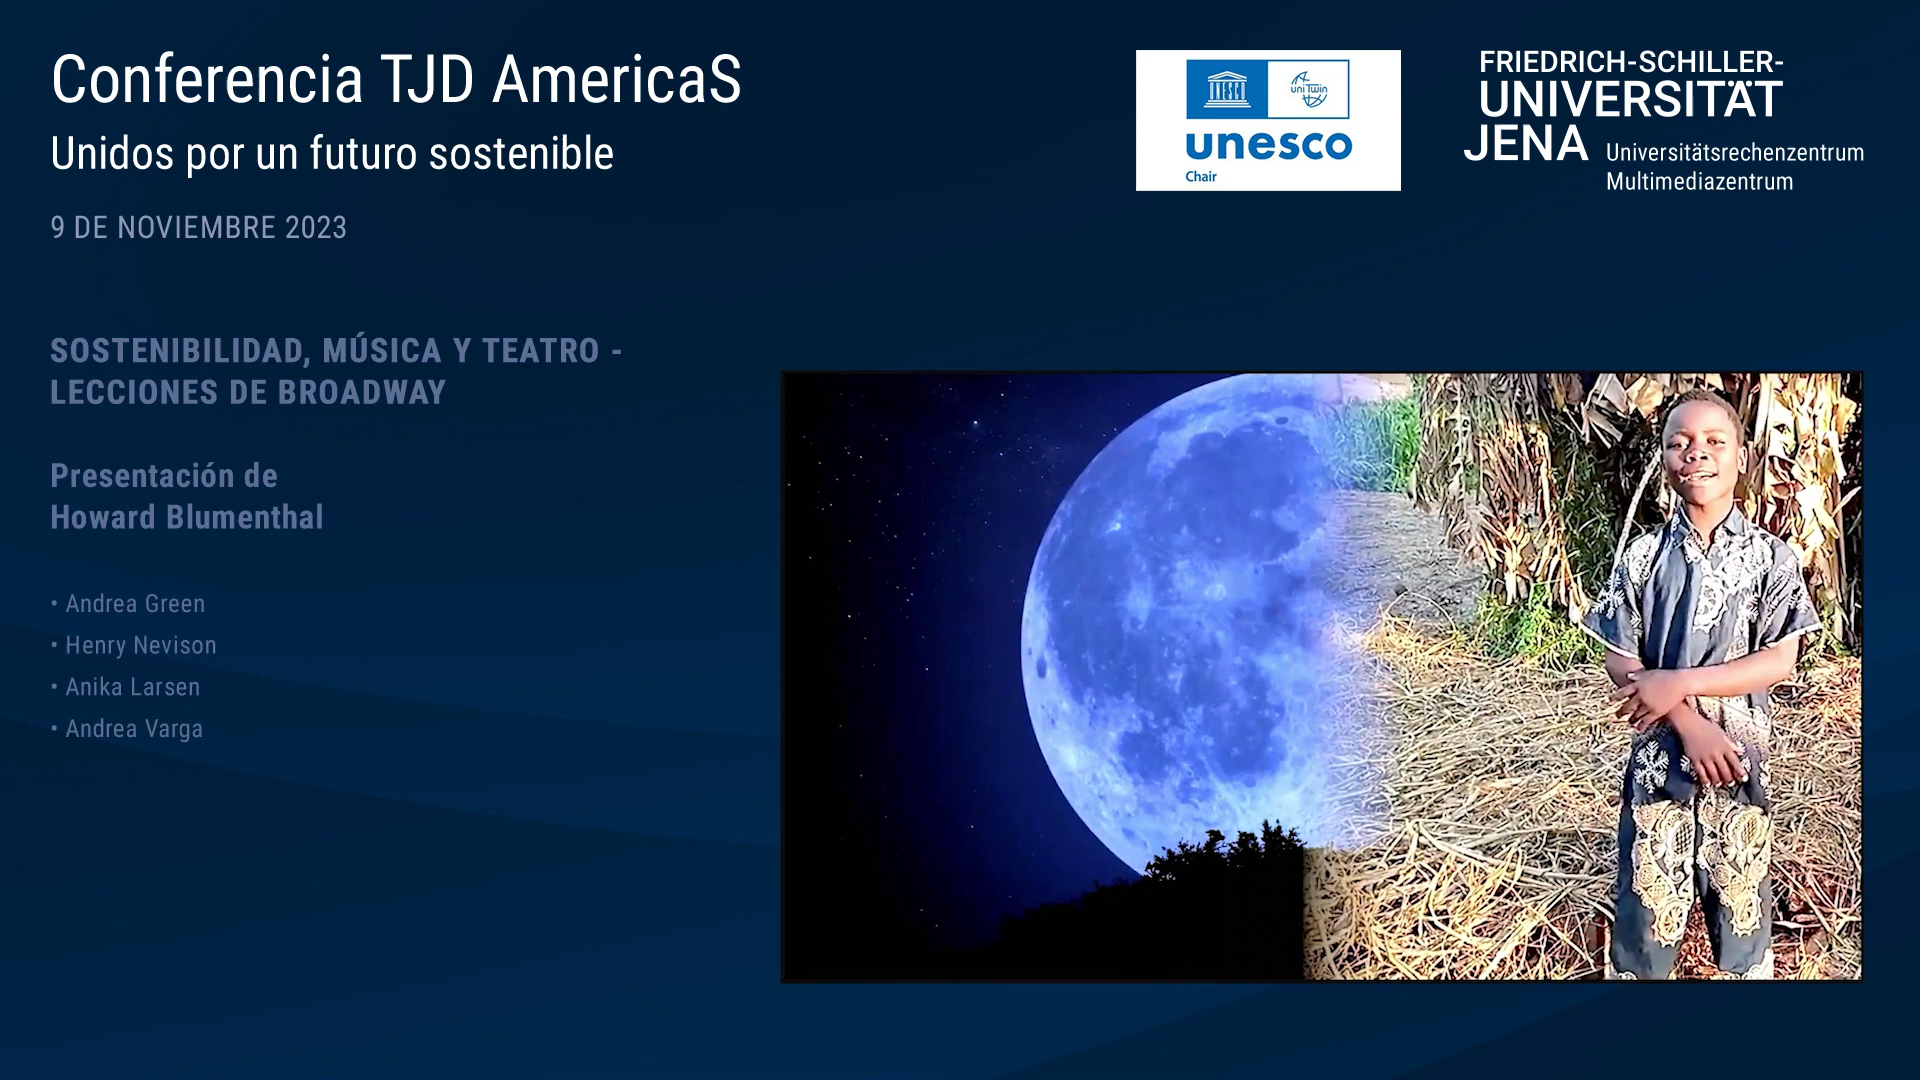 Conferencia TJD AmericaS
Unidos por un futuro sostenible
9 DE NOVIEMBRE 2023
UNESCO
uniTwin
unesco
Chair
FRIEDRICH-SCHILLER-
UNIVERSITÄT
JENA Universitätsrechenzentrum
Multimediazentrum
SOSTENIBILIDAD, MÚSICA Y TEATRO -
LECCIONES DE BROADWAY
Presentación de
Howard Blumenthal
• Andrea Green
• Henry Nevison
• Anika Larsen
• Andrea Varga